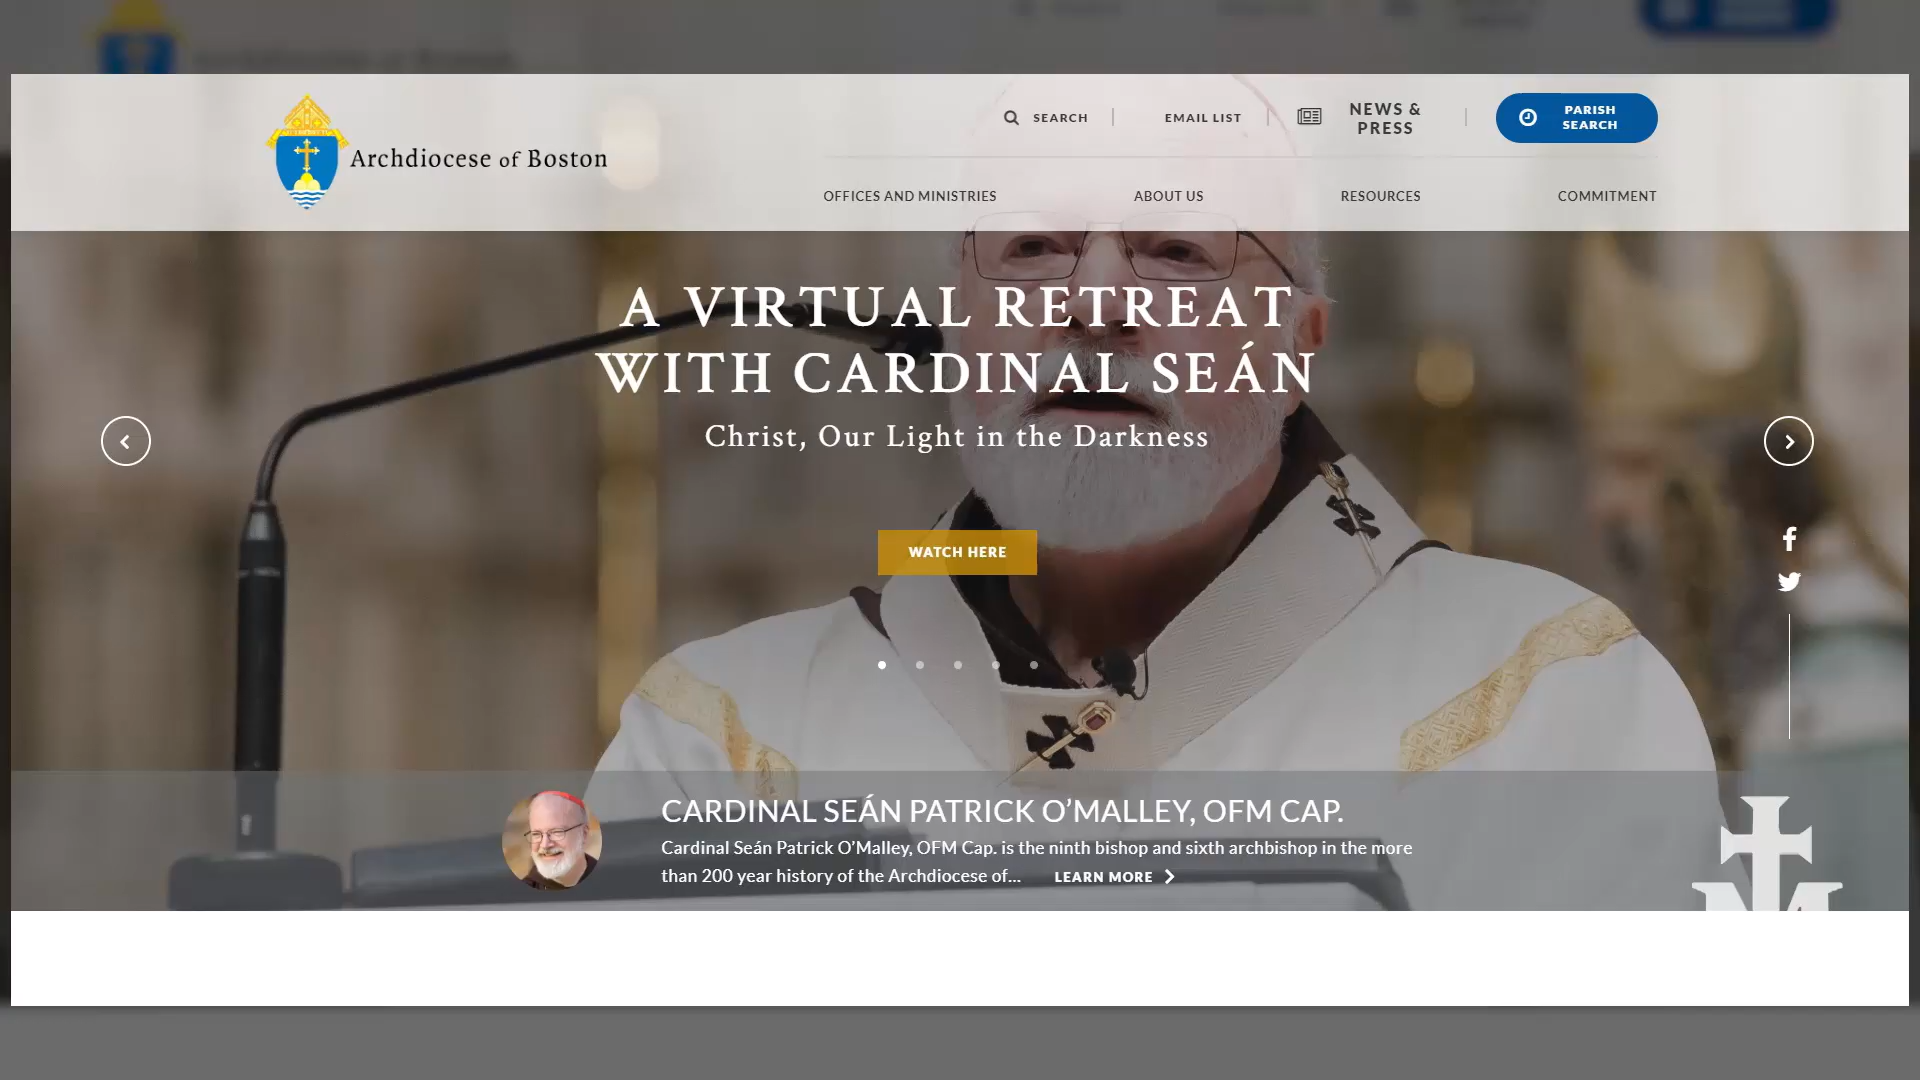 Archdiocese of Boston
SEARCH
EMAIL LIST
NEWS &
PRESS
PARISH
SEARCH
OFFICES AND MINISTRIES
ABOUT US
RESOURCES
COMMITMENT
A VIRTUAL RETREAT
WITH CARDINAL SEÁN
Christ, Our Light in the Darkness
WATCH HERE
CARDINAL SEÁN PATRICK O’MALLEY, OFM CAP.
Cardinal Seán Patrick O’Malley, OFM Cap. is the ninth bishop and sixth archbishop in the more
than 200 year history of the Archdiocese of...
LEARN MORE